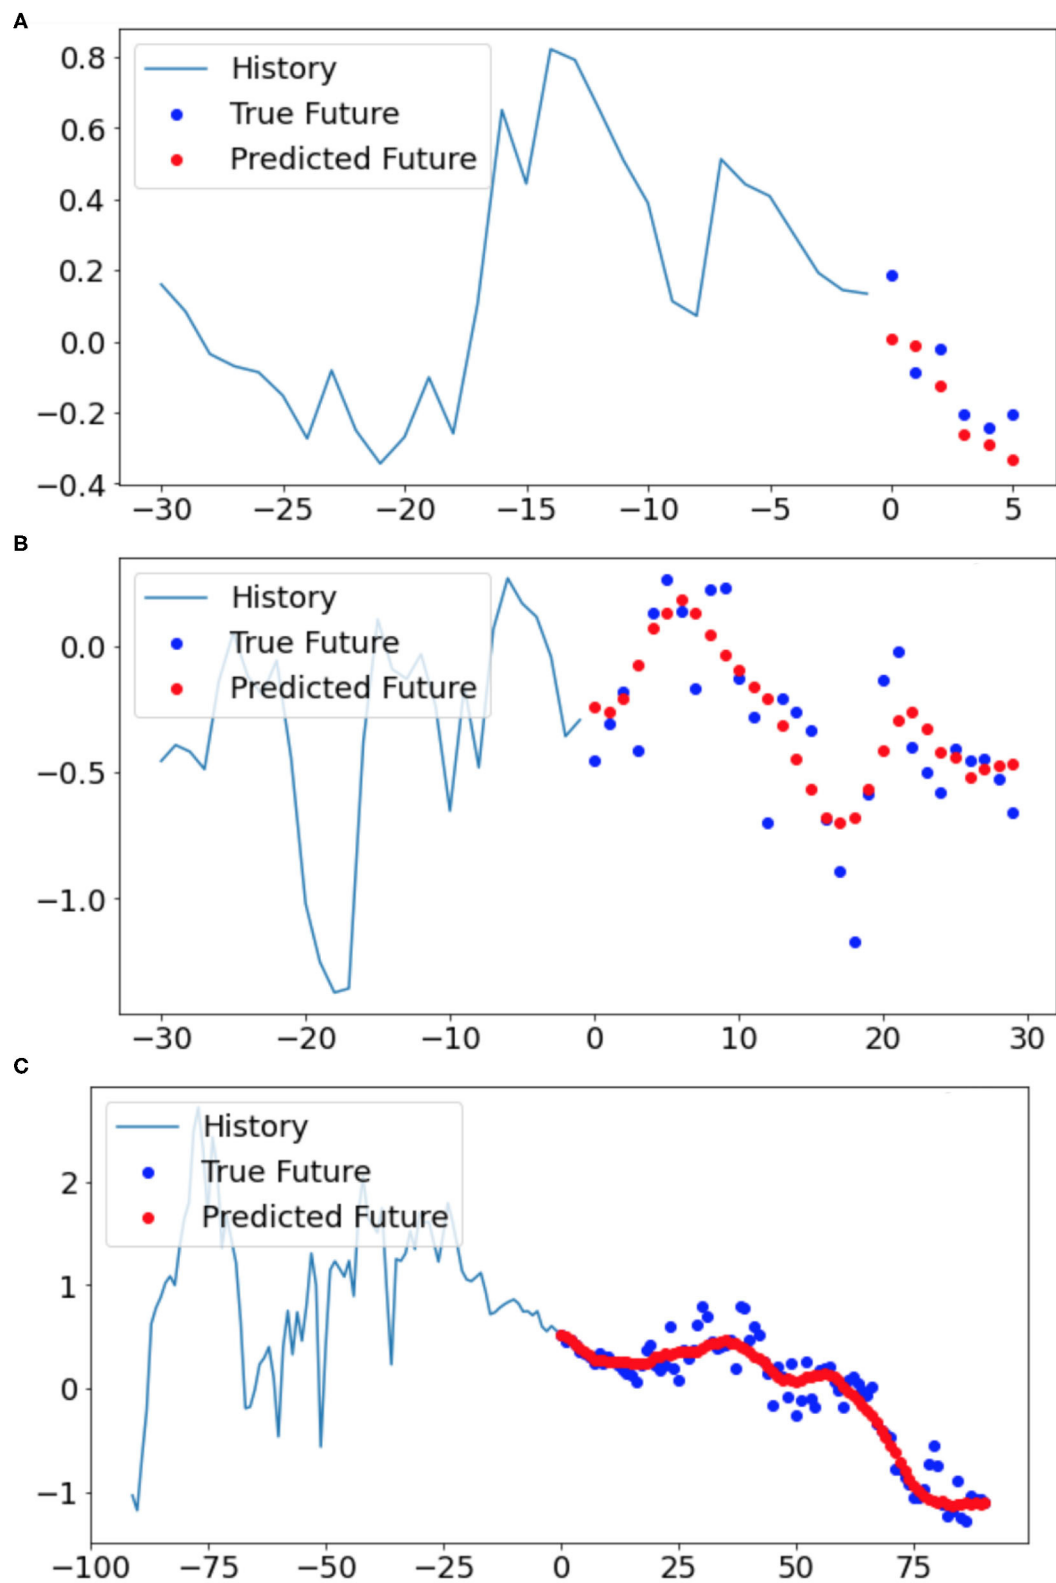 A
0.8
0.6
0.4
0.2
0.0
−0.2
−0.4
History
True Future
Predicted Future
−30 −25 −20 −15 −10 −5 0 5
B
0.0
−0.5
−1.0
History
True Future
Predicted Future
−30 −20 −10 0 10 20 30
C
2
1
0
−1
History
True Future
Predicted Future
−100 −75 −50 −25 0 25 50 75